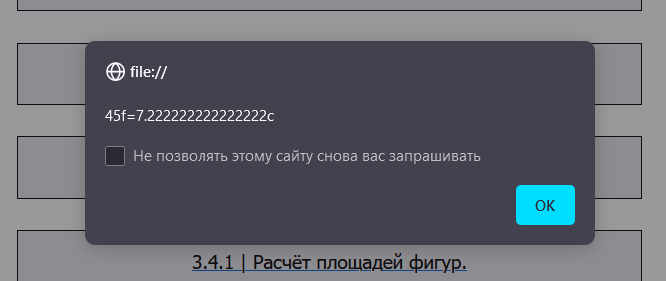 file://
45f=7.222222222222222c
Не позволять этому сайту снова вас запрашивать
OK
3.4.1 | Расчёт площадей фигур.